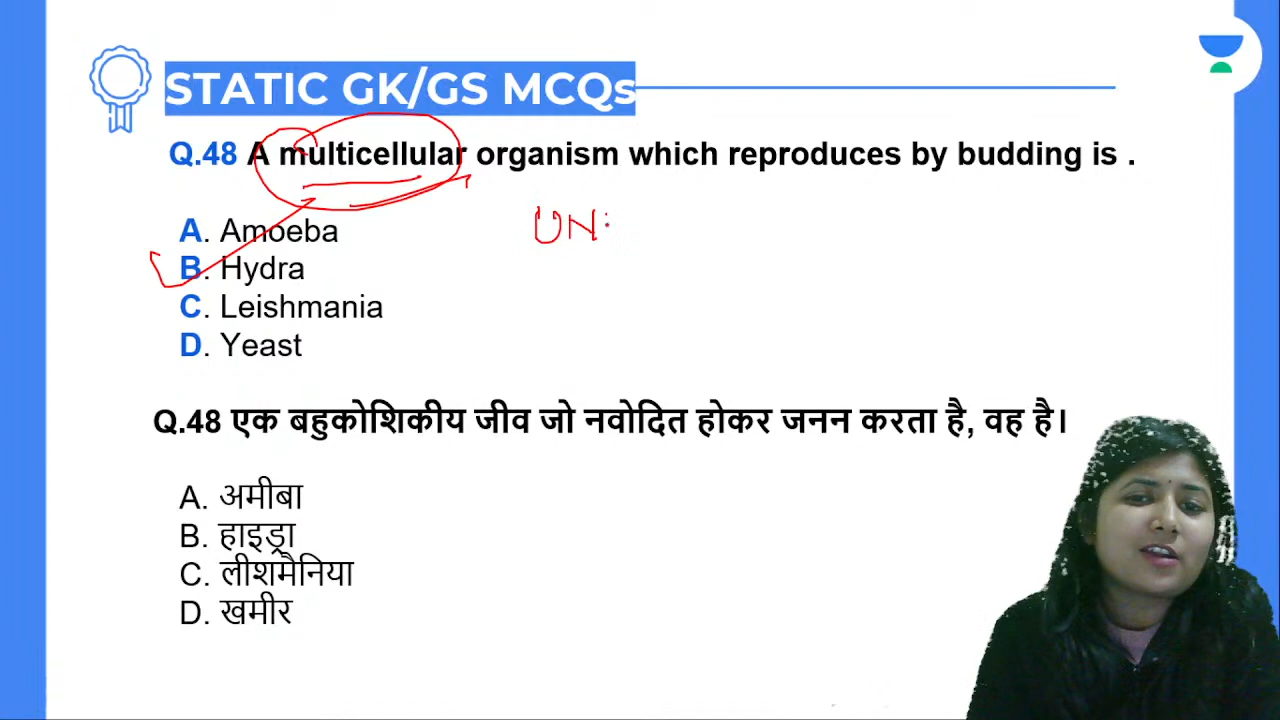 STATIC GK/GS MCQs
Q.48 A multicellular organism which reproduces by budding is .
UN:
A. Amoeba
B. Hydra
C. Leishmania
D. Yeast
Q.48 एक बहुकोशिकीय जीव जो नवोदित होकर जनन करता है, वह है।
A. अमीबा
B. हाइड्रा
C. लीशमैनिया
D. खमीर